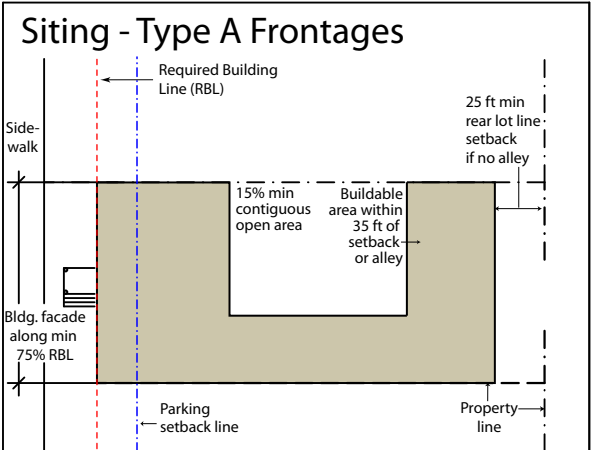 Siting - Type A Frontages
Required Building
Line (RBL)
Side-
walk
25 ft min
rear lot line
setback
if no alley
15% min
contiguous
open area
Buildable
area within
35 ft of
setback
or alley
Bldg. facade
along min
75% RBL
Parking
setback line
Property
line